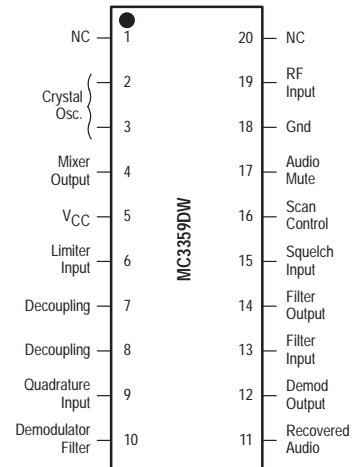 NC 1
Crystal Osc. 2
3
Mixer Output 4
VCC 5
Limiter Input 6
Decoupling 7
Decoupling 8
Quadrature Input 9
Demodulator Filter 10
MC3359DW
20 NC
19 RF Input
18 Gnd
17 Audio Mute
16 Scan Control
15 Squelch Input
14 Filter Output
13 Filter Input
12 Demod Output
11 Recovered Audio